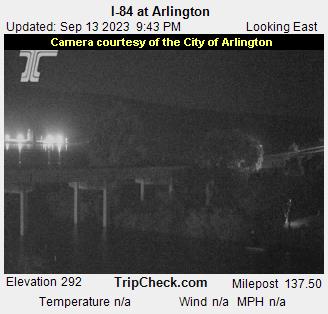 I-84 at Arlington
Updated: Sep 13 2023 9:43 PM Looking East
Camera courtesy of the City of Arlington
Elevation 292 TripCheck.com Milepost 137.50
Temperature n/a Wind n/a MPH n/a